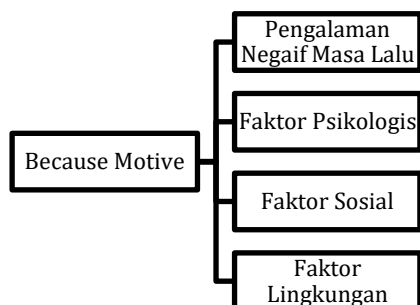 Because Motive
Pengalaman
Negaif Masa Lalu
Faktor Psikologis
Faktor Sosial
Faktor
Lingkungan